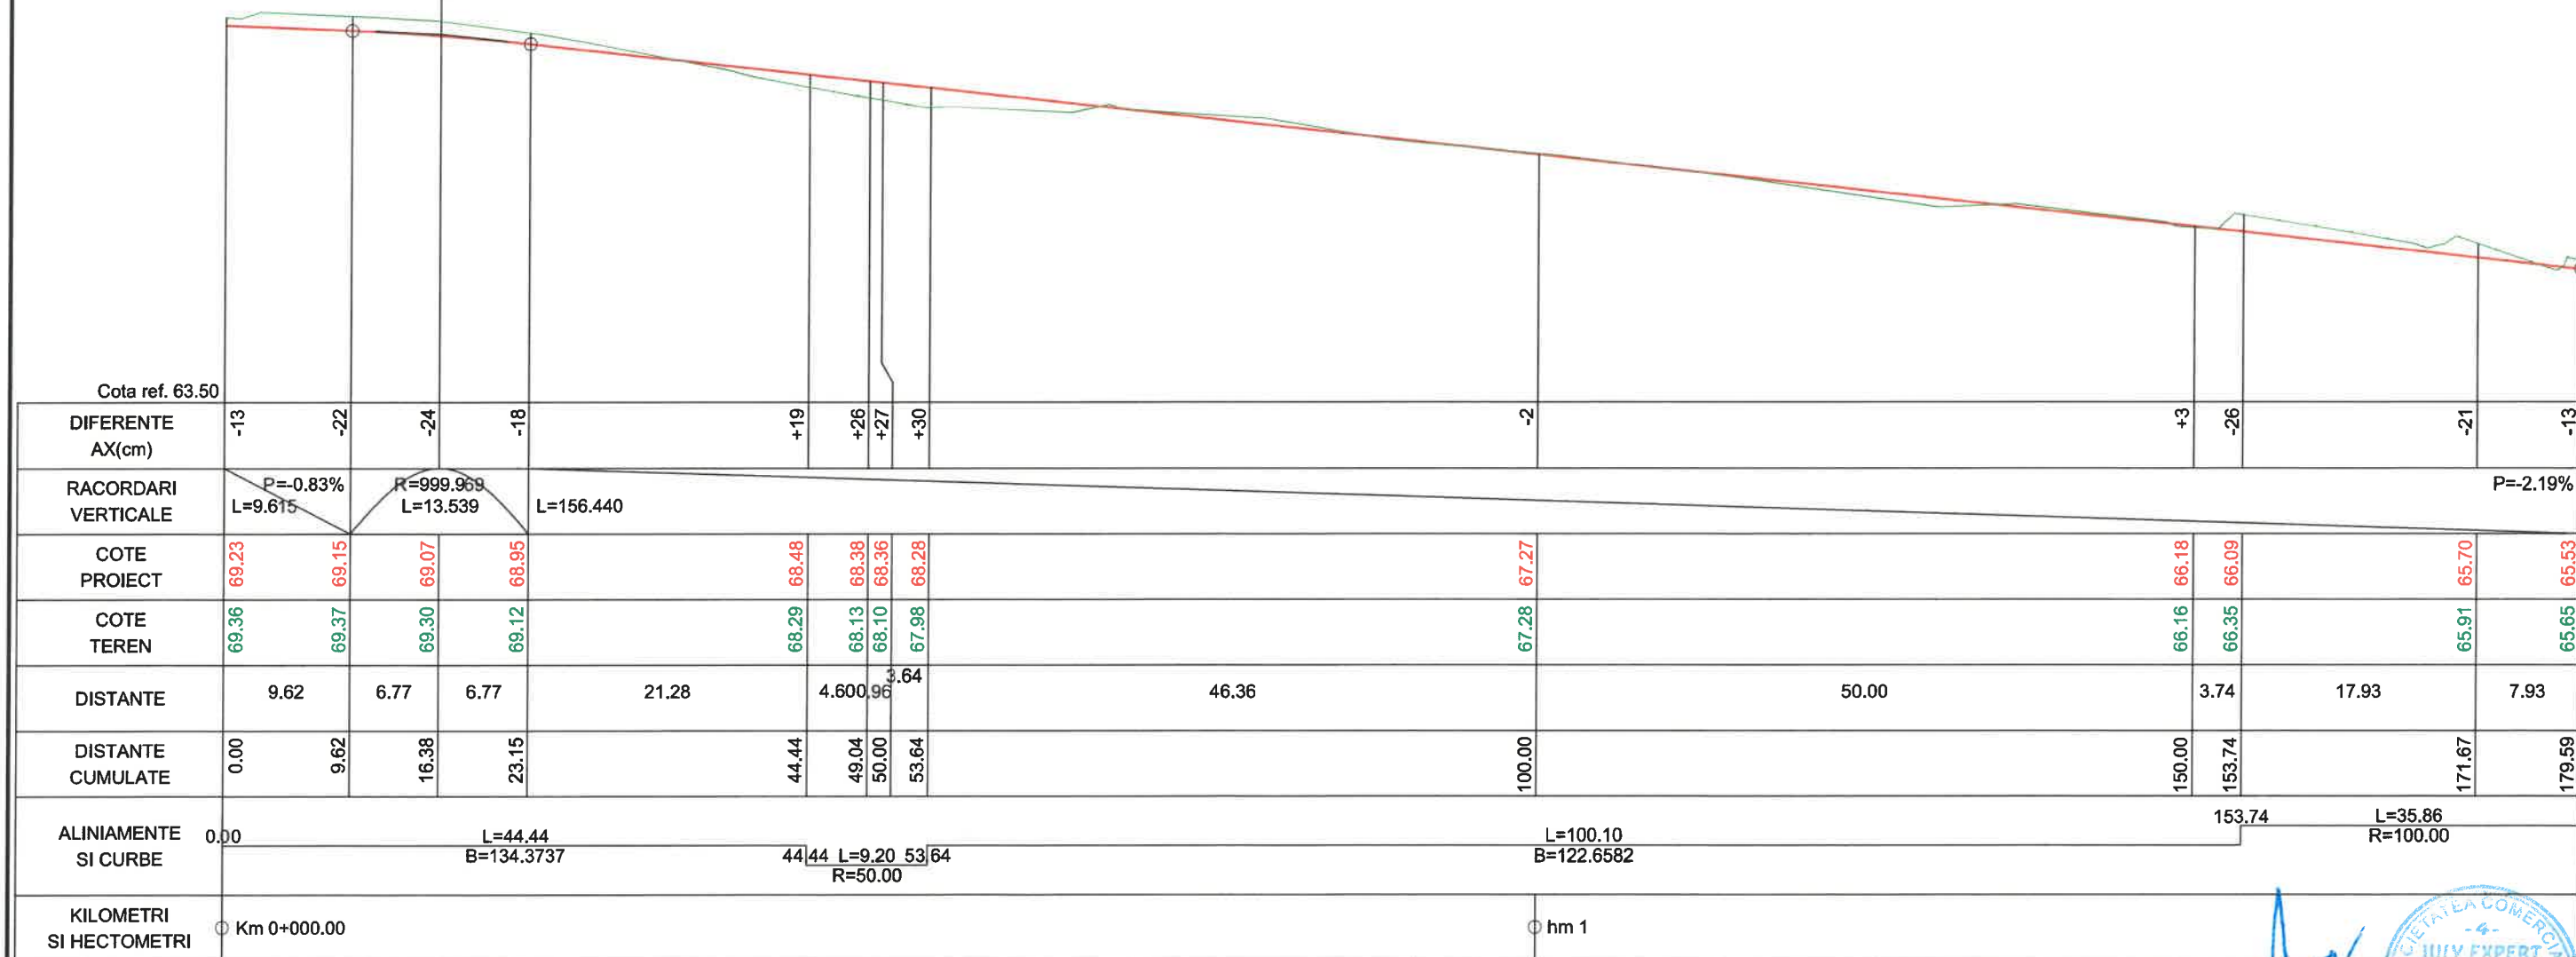 Cota ref. 63.50
DIFERENTE
AX(cm)
-13 -22 -24 -18 +19 +26 +27 +30 -2 +3 -26 -21 -13
RACORDARI
VERTICALE
P=-0.83% R=999.969 P=-2.19%
L=9.615 L=13.539 L=156.440
COTE
PROIECT
69.23 69.15 69.07 68.95 68.48 68.38 68.36 68.28 67.27 66.18 66.09 65.70 65.53
COTE
TEREN
69.36 69.37 69.30 69.12 68.29 68.13 68.10 67.98 67.28 66.16 66.35 65.91 65.65
DISTANTE
9.62 6.77 6.77 21.28 4.60 0.96 3.64 46.36 50.00 3.74 17.93 7.93
DISTANTE
CUMULATE
0.00 9.62 16.38 23.15 44.44 49.04 50.00 53.64 100.00 150.00 153.74 171.67 179.59
ALINIAMENTE
SI CURBE
0.00 L=44.44 44.44 L=9.20 53.64 L=100.10 153.74 L=35.86
B=134.3737 R=50.00 B=122.6582 R=100.00
KILOMETRI
SI HECTOMETRI
Km 0+000.00 hm 1
-4-
JULY EXPERT